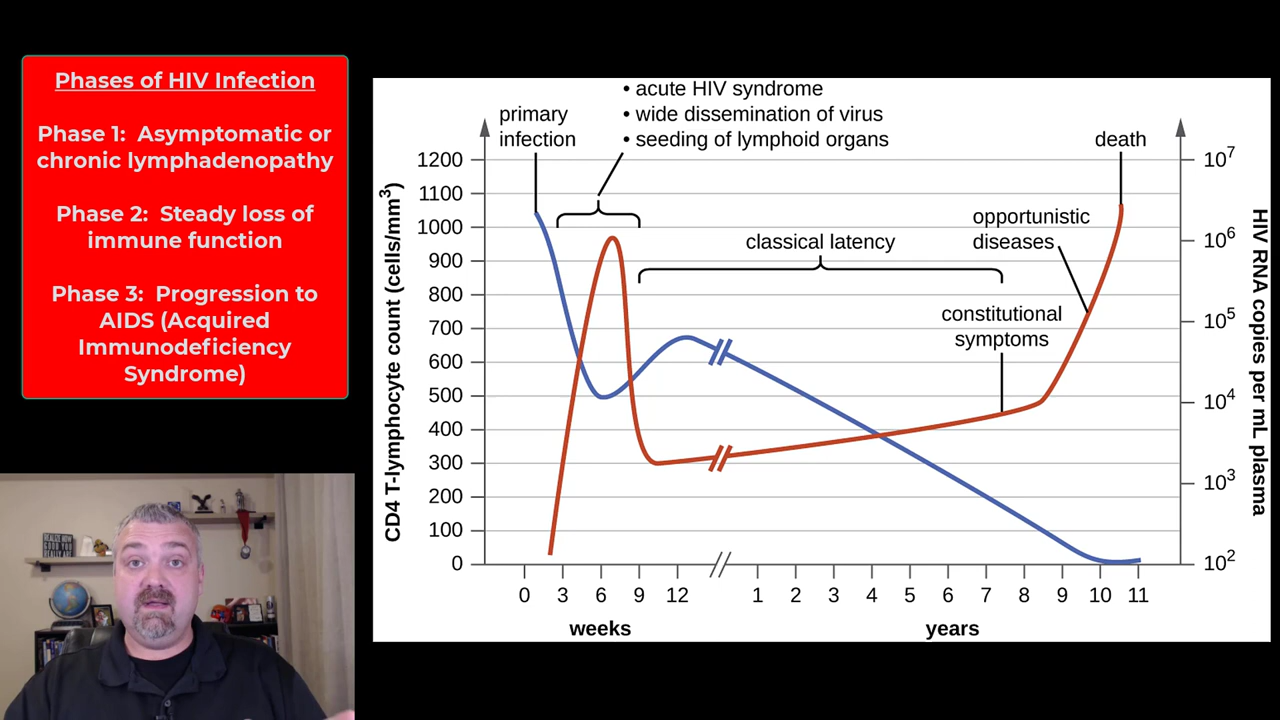 Phases of HIV Infection
Phase 1: Asymptomatic or
chronic lymphadenopathy
Phase 2: Steady loss of
immune function
Phase 3: Progression to
AIDS (Acquired
Immunodeficiency
Syndrome)
• acute HIV syndrome
• wide dissemination of virus
• seeding of lymphoid organs
primary
infection
death
opportunistic
diseases
classical latency
constitutional
symptoms
CD4 T-lymphocyte count (cells/mm³)
1200
1100
1000
900
800
700
600
500
400
300
200
100
0
10⁷
10⁶
10⁵
10⁴
10³
10²
HIV RNA copies per mL plasma
0 3 6 9 12 1 2 3 4 5 6 7 8 9 10 11
weeks years